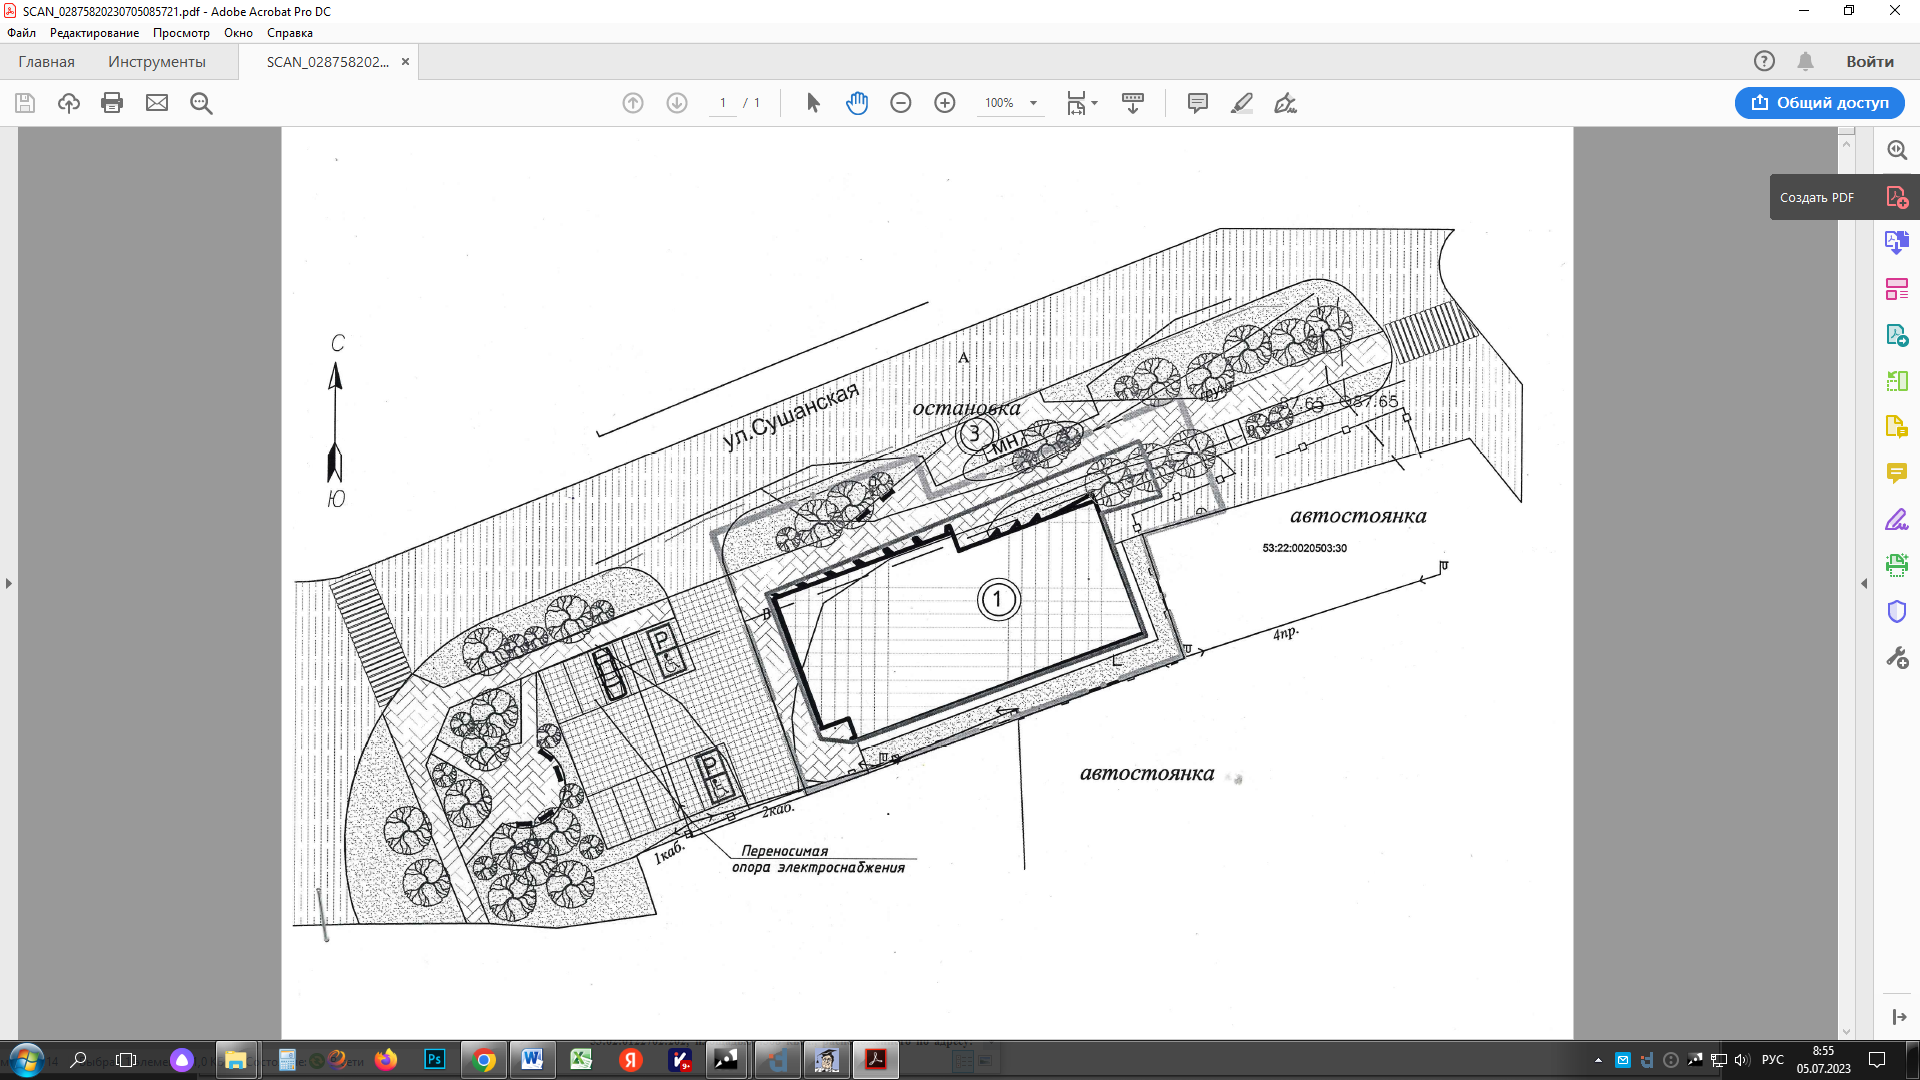 SCAN_02875820230705085721.pdf - Adobe Acrobat Pro DC
Файл Редактирование Просмотр Окно Справка
Главная Инструменты SCAN_028758202... ×
Войти
1 / 1 100%
Общий доступ
Создать PDF
С
Ю
ул.Сушанская
А
остановка
3
МН
87.65
87.65
автостоянка
53:22:0020503:30
1
В
4пр.
Р
Р
автостоянка
2каб.
1каб.
Переносимая
опора электроснабжения
РУС
8:55
05.07.2023